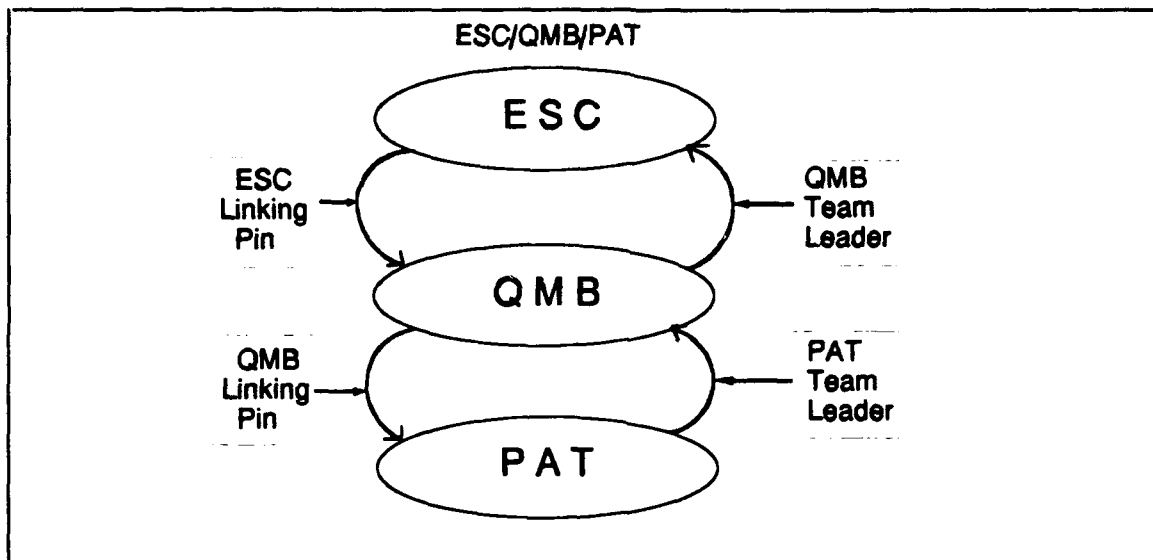 ESC/QMB/PAT
ESC
ESC
Linking
Pin
QMB
Team
Leader
QMB
QMB
Linking
Pin
PAT
Team
Leader
PAT